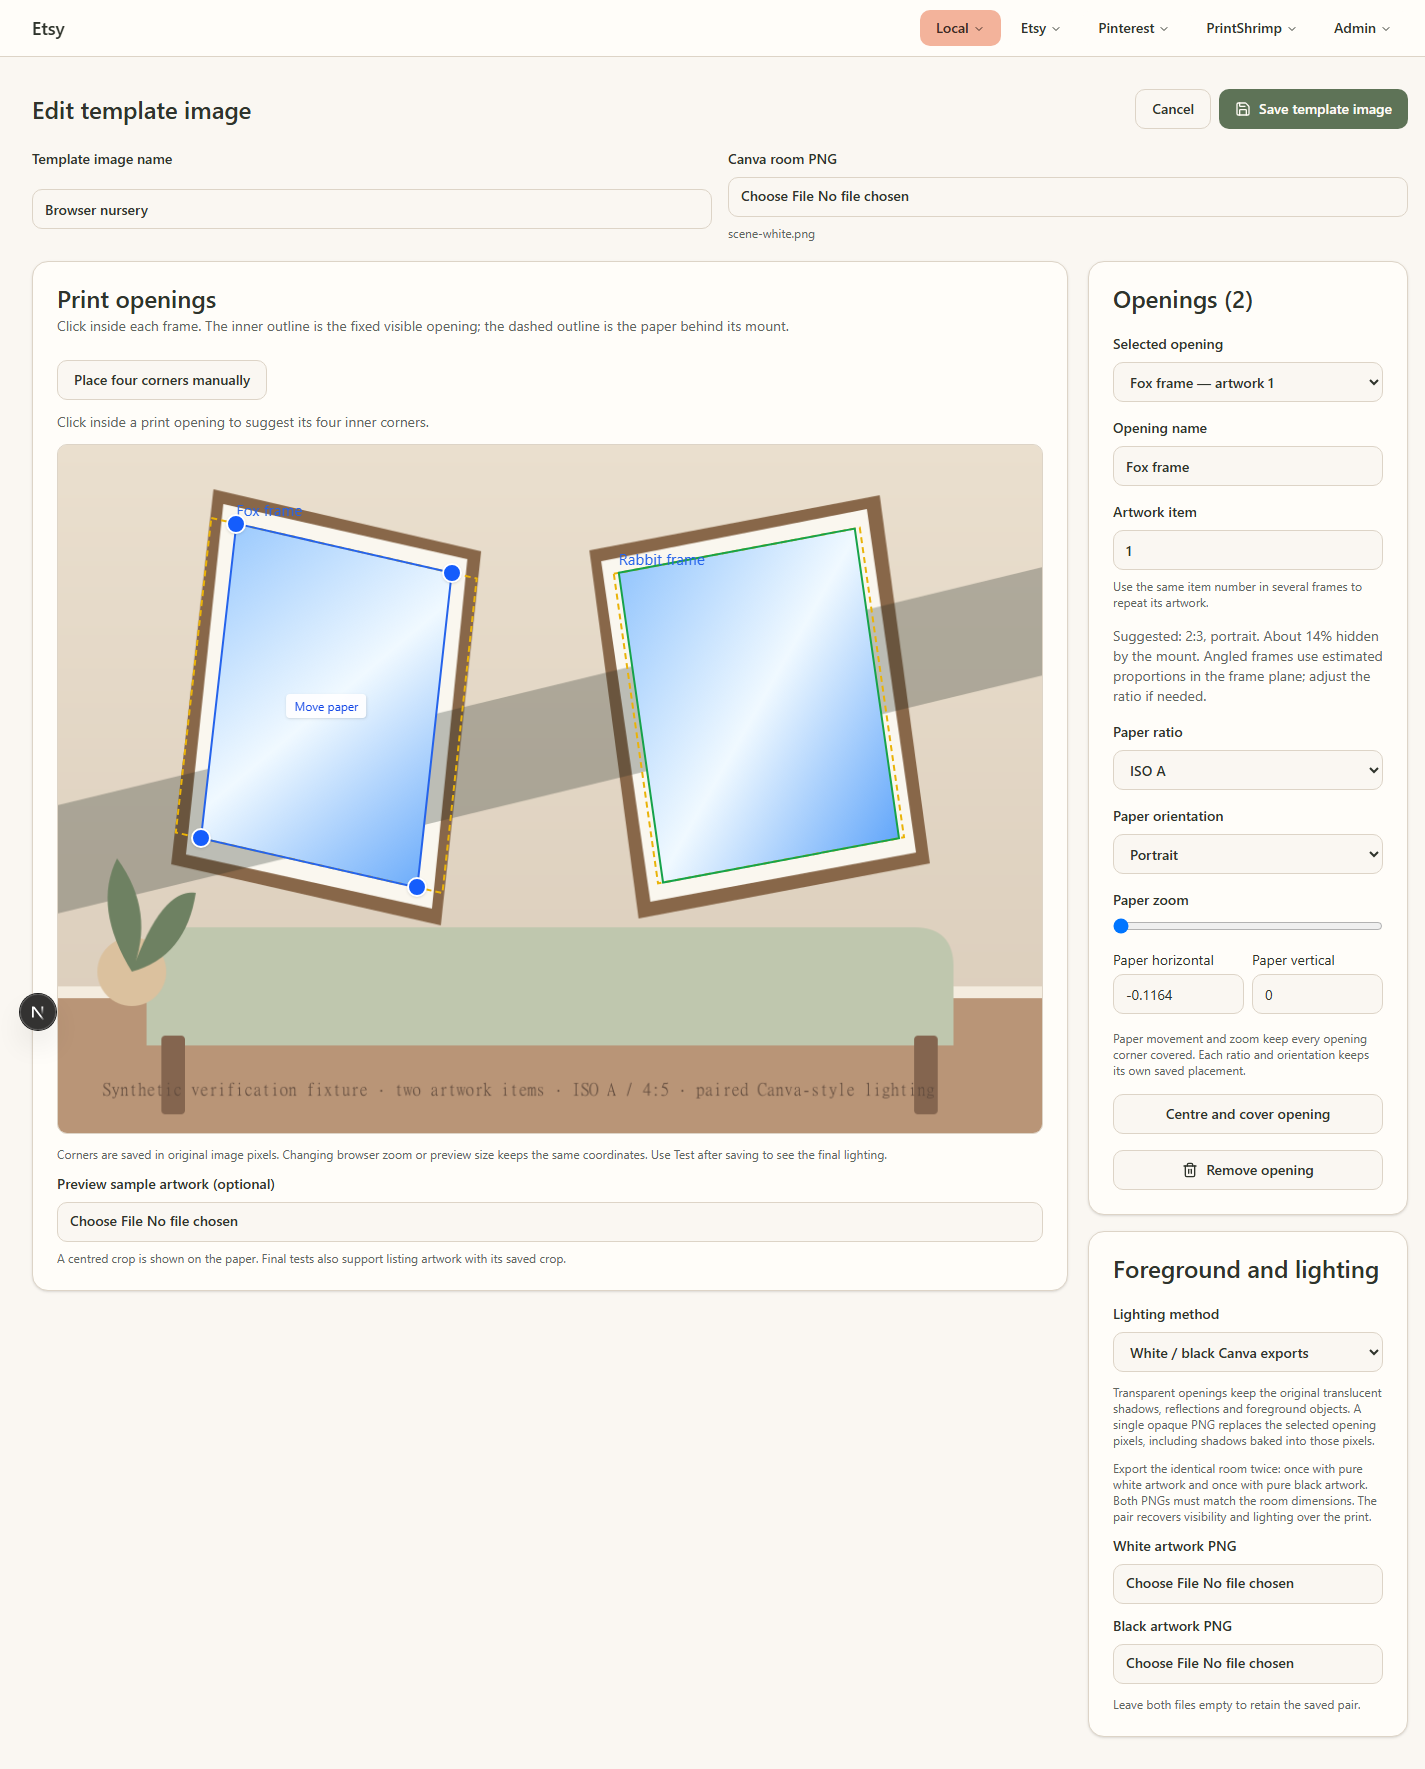 Etsy
Local
Etsy
Pinterest
PrintShrimp
Admin
Edit template image
Cancel
Save template image
Template image name
Browser nursery
Canva room PNG
Choose File No file chosen
scene-white.png
Print openings
Click inside each frame. The inner outline is the fixed visible opening; the dashed outline is the paper behind its mount.
Place four corners manually
Click inside a print opening to suggest its four inner corners.
Fox frame
Rabbit frame
Move paper
Synthetic verification fixture · two artwork items · ISO A / 4:5 · paired Canva-style lighting
Corners are saved in original image pixels. Changing browser zoom or preview size keeps the same coordinates. Use Test after saving to see the final lighting.
Preview sample artwork (optional)
Choose File No file chosen
A centred crop is shown on the paper. Final tests also support listing artwork with its saved crop.
Openings (2)
Selected opening
Fox frame — artwork 1
Opening name
Fox frame
Artwork item
1
Use the same item number in several frames to
repeat its artwork.
Suggested: 2:3, portrait. About 14% hidden
by the mount. Angled frames use estimated
proportions in the frame plane; adjust the
ratio if needed.
Paper ratio
ISO A
Paper orientation
Portrait
Paper zoom
Paper horizontal
Paper vertical
-0.1164
0
Paper movement and zoom keep every opening
corner covered. Each ratio and orientation keeps
its own saved placement.
Centre and cover opening
Remove opening
Foreground and lighting
Lighting method
White / black Canva exports
Transparent openings keep the original translucent
shadows, reflections and foreground objects. A
single opaque PNG replaces the selected opening
pixels, including shadows baked into those pixels.
Export the identical room twice: once with pure
white artwork and once with pure black artwork.
Both PNGs must match the room dimensions. The
pair recovers visibility and lighting over the print.
White artwork PNG
Choose File No file chosen
Black artwork PNG
Choose File No file chosen
Leave both files empty to retain the saved pair.
N